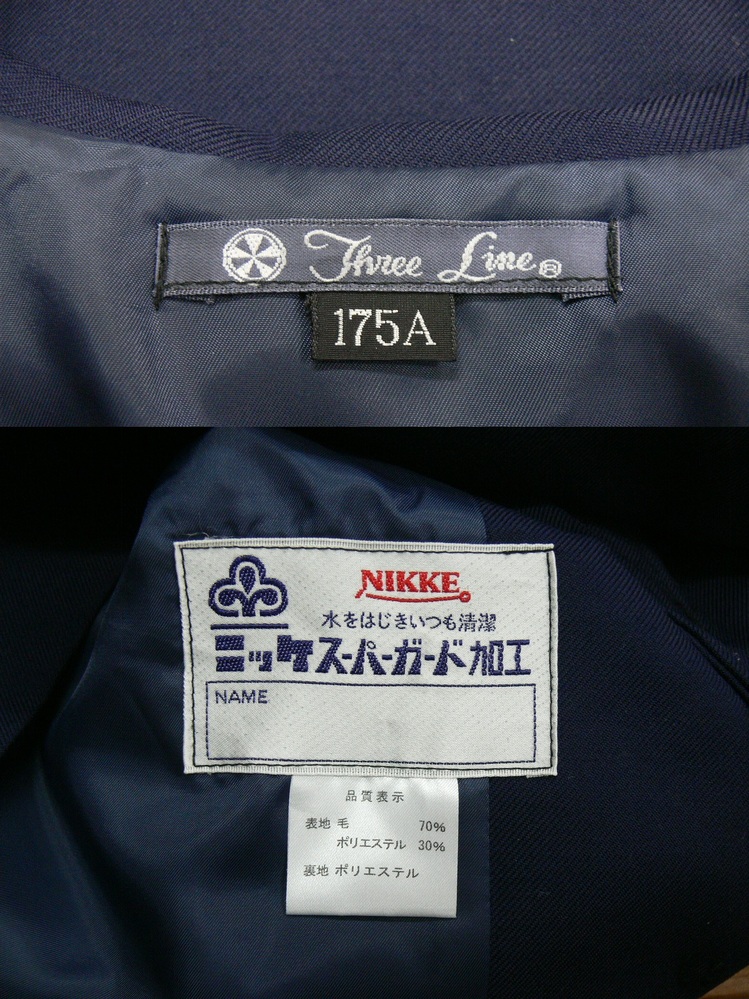 Three Line®
175A
NIKKE
水をはじきいつも清潔
ニッケスーパーガード加工
NAME
品質表示
表地 毛 70%
ポリエステル 30%
裏地 ポリエステル